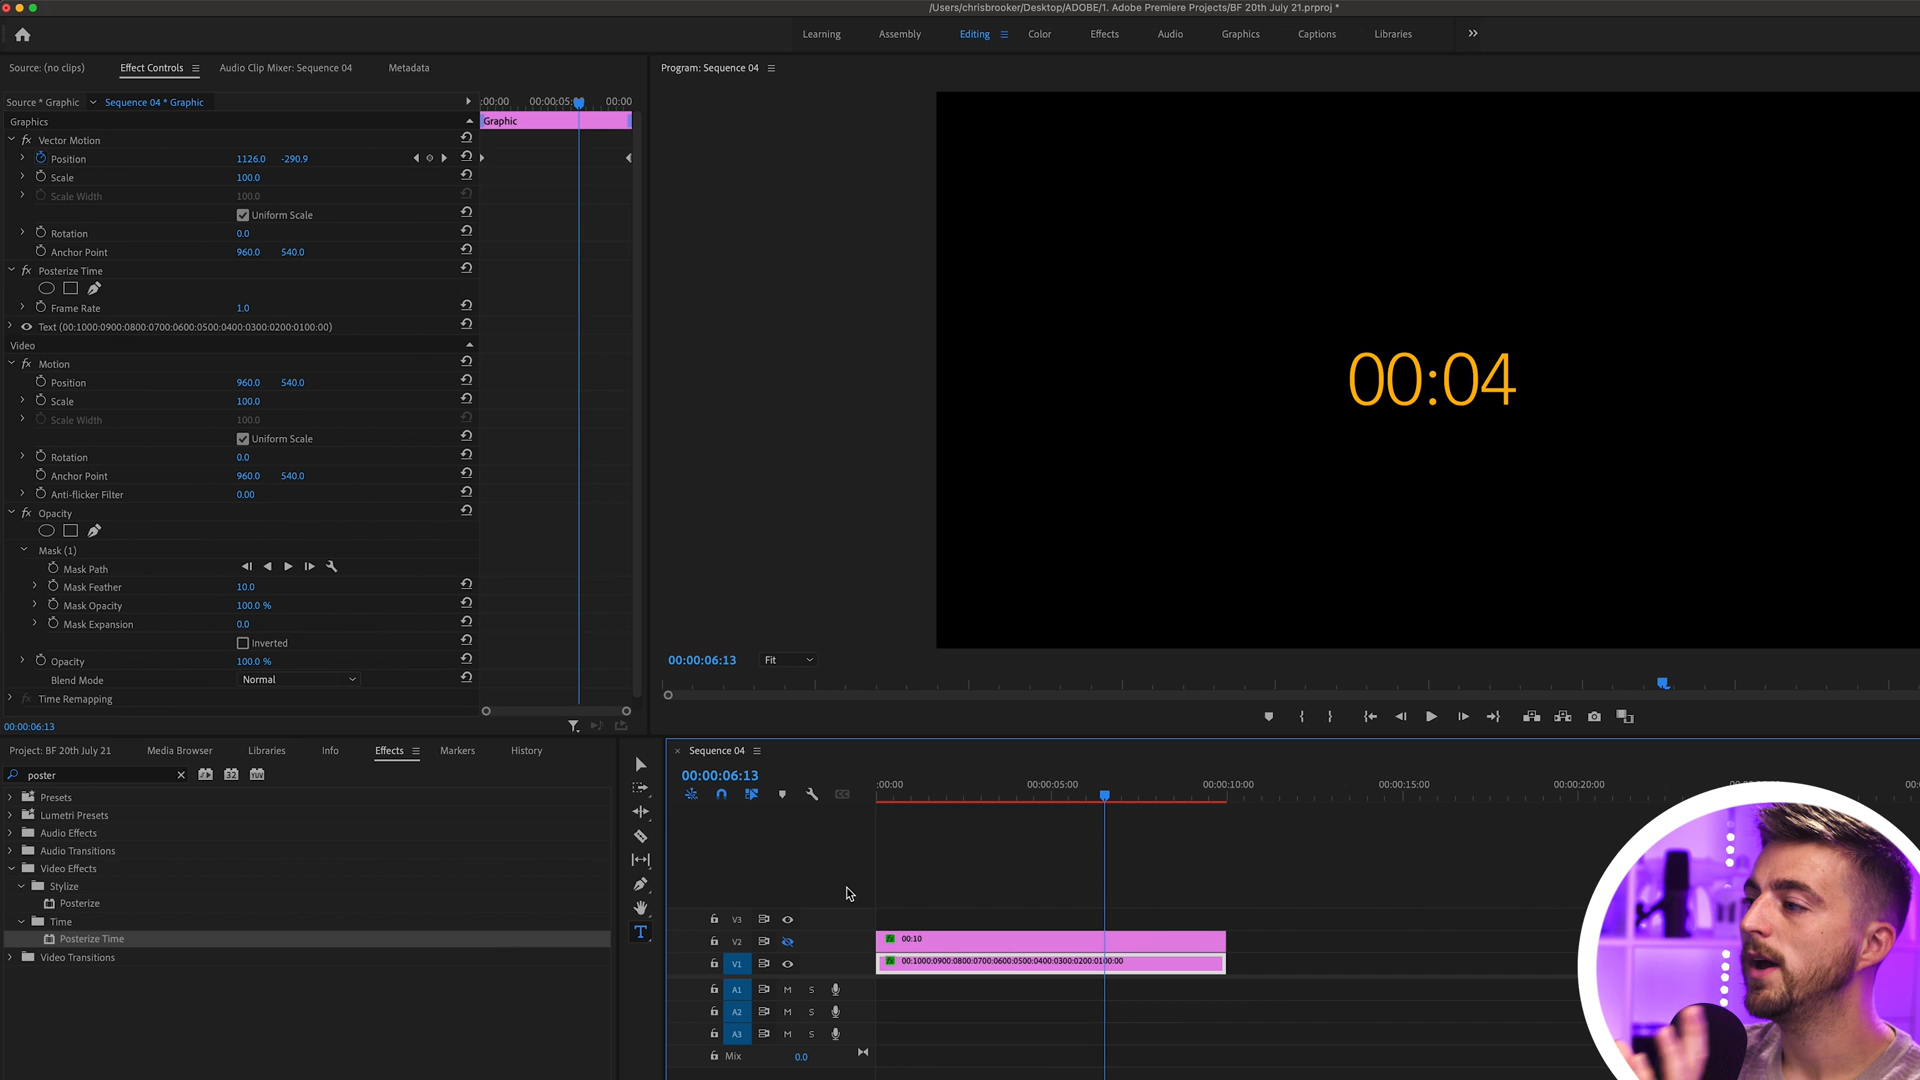 /Users/chrisbrooker/Desktop/ADOBE/1. Adobe Premiere Projects/BF 20th July 21.prproj *
Learning Assembly Editing Color Effects Audio Graphics Captions Libraries
Source: (no clips) Effect Controls Audio Clip Mixer: Sequence 04 Metadata
Program: Sequence 04
Source * Graphic Sequence 04 * Graphic
:00:00 00:00:05:0 00:00
Graphics
Graphic
Vector Motion
Position 1126.0 -290.9
Scale 100.0
Scale Width 100.0
Uniform Scale
Rotation 0.0
Anchor Point 960.0 540.0
Posterize Time
Frame Rate 1.0
Text (00:1000:0900:0800:0700:0600:0500:0400:0300:0200:0100:00)
Video
Motion
Position 960.0 540.0
Scale 100.0
Scale Width 100.0
Uniform Scale
Rotation 0.0
Anchor Point 960.0 540.0
Anti-flicker Filter 0.00
Opacity
Mask (1)
Mask Path
Mask Feather 10.0
Mask Opacity 100.0 %
Mask Expansion 0.0
Inverted
Opacity 100.0 %
Blend Mode Normal
Time Remapping
00:00:06:13
00:04
00:00:06:13 Fit
Project: BF 20th July 21 Media Browser Libraries Info Effects Markers History
poster 32 YUV
Presets
Lumetri Presets
Audio Effects
Audio Transitions
Video Effects
Stylize
Posterize
Time
Posterize Time
Video Transitions
Sequence 04
00:00:06:13
:00:00 00:00:05:00 00:00:10:00 00:00:15:00 00:00:20:00
V3
V2 00:10
V1 00:1000:0900:0800:0700:0600:0500:0400:0300:0200:0100:00
A1 M S
A2 M S
A3 M S
Mix 0.0